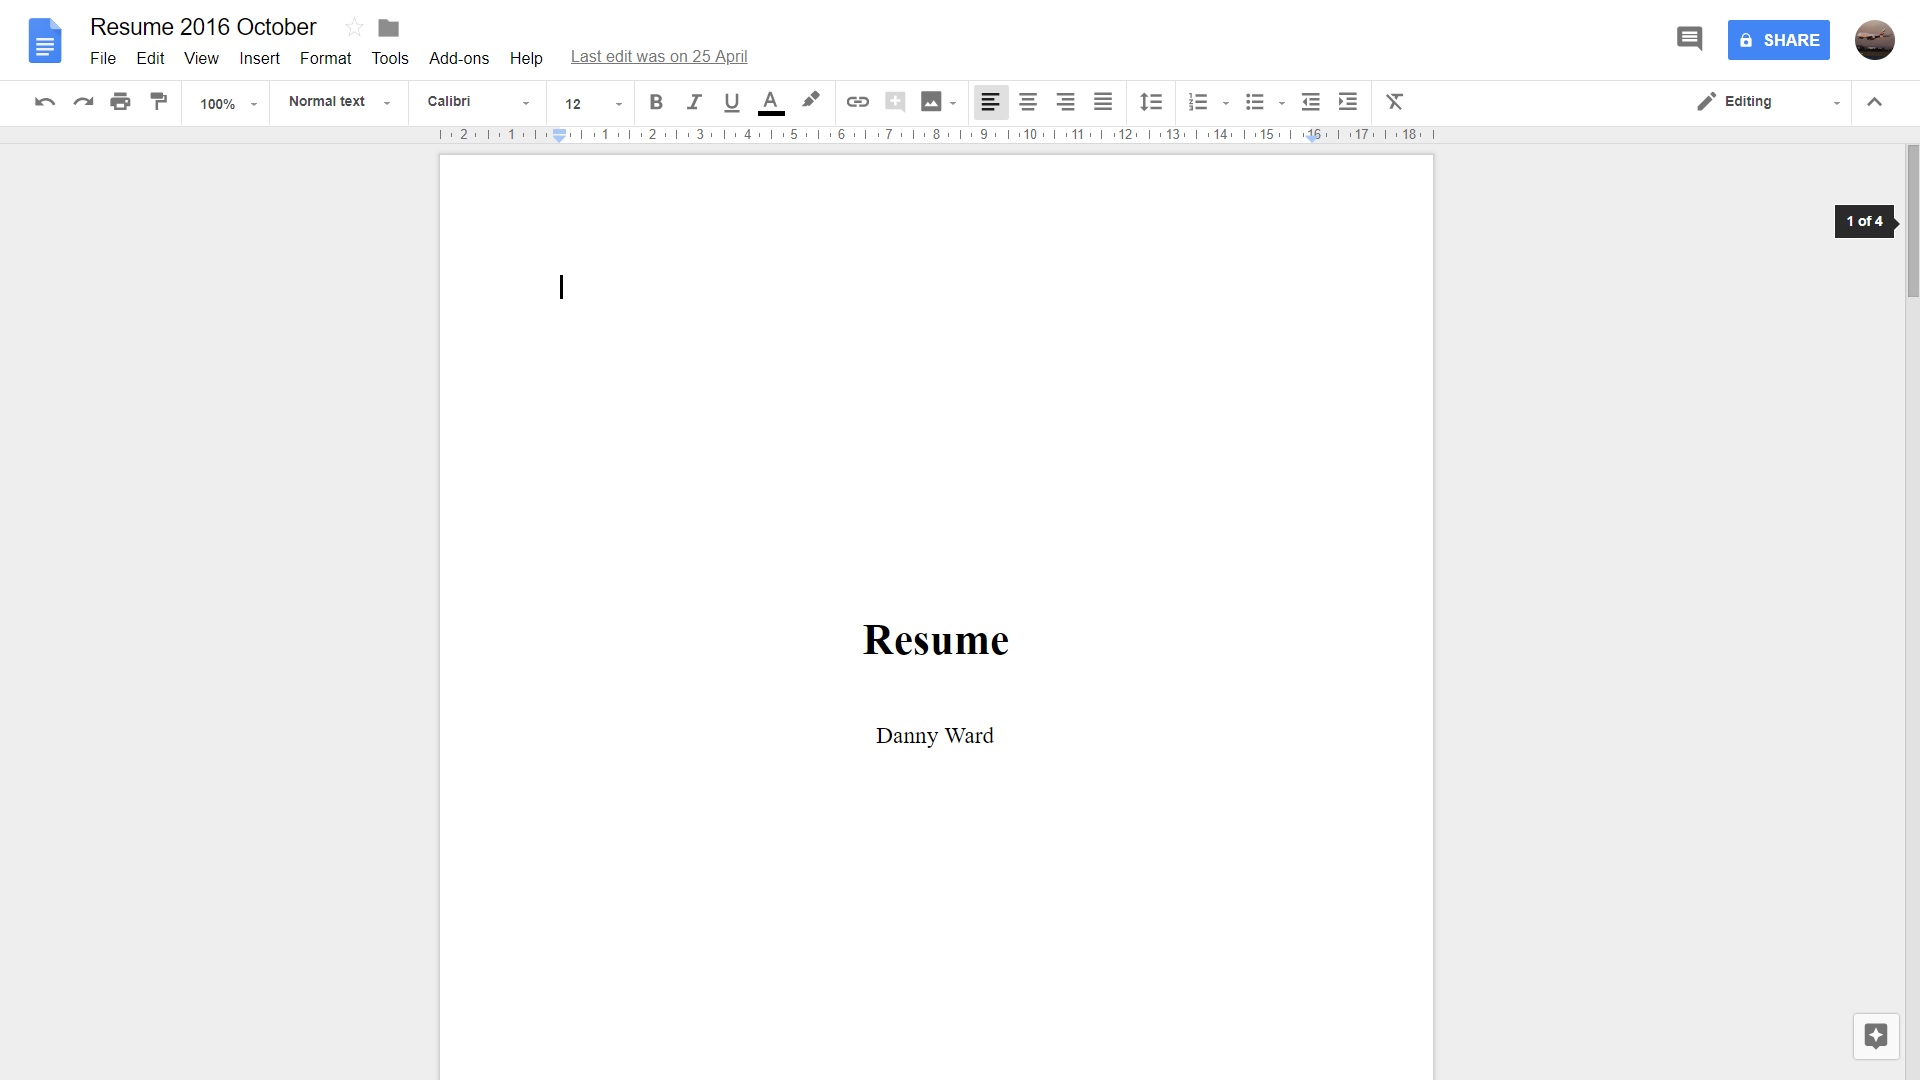 Resume 2016 October
File Edit View Insert Format Tools Add-ons Help Last edit was on 25 April
SHARE
100% Normal text Calibri 12 B I U A Editing
2 1 1 2 3 4 5 6 7 8 9 10 11 12 13 14 15 16 17 18
1 of 4
Resume
Danny Ward